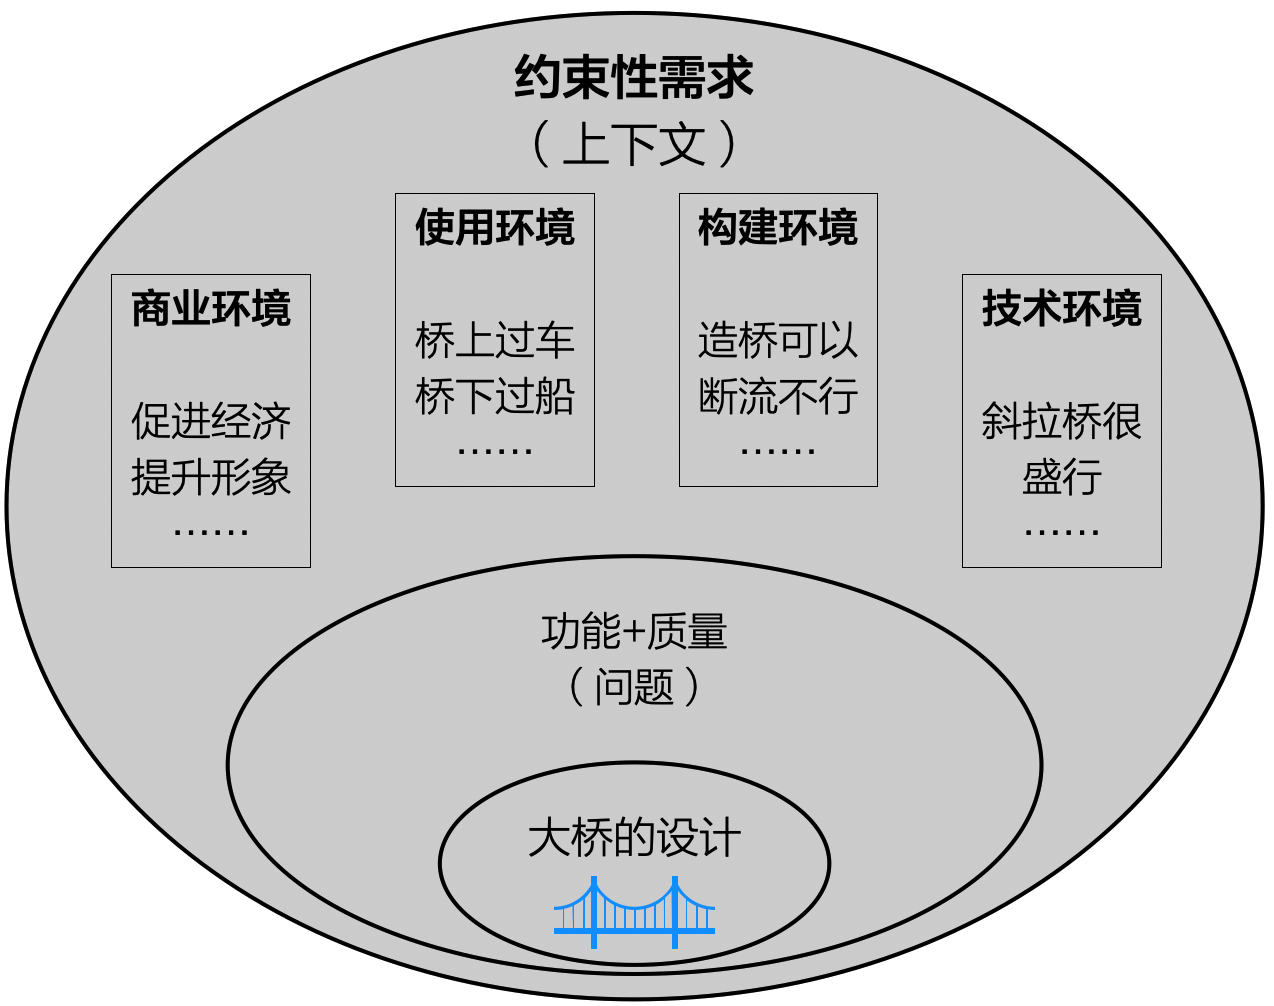 约束性需求
（上下文）
商业环境
促进经济
提升形象
……
使用环境
桥上过车
桥下过船
……
构建环境
造桥可以
断流不行
……
技术环境
斜拉桥很
盛行
……
功能+质量
（问题）
大桥的设计